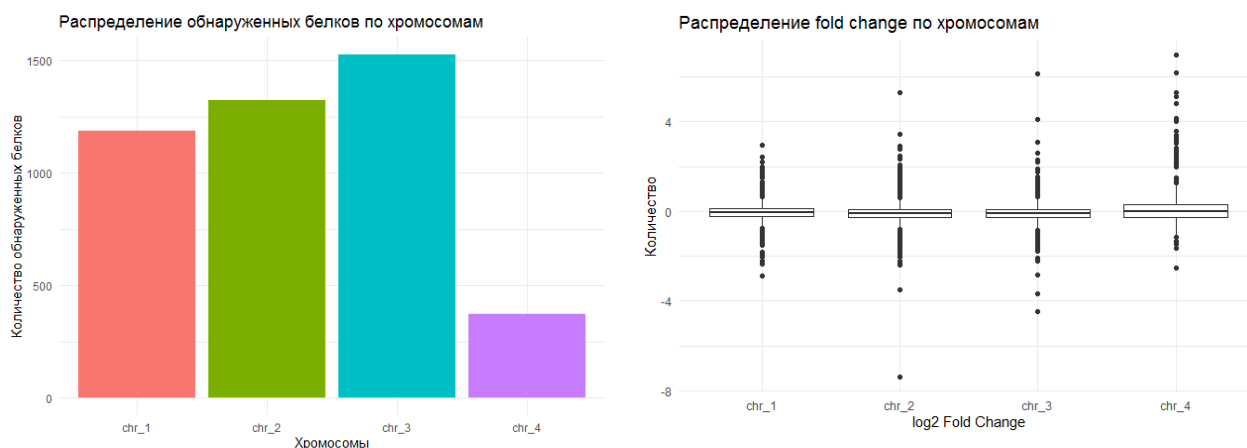 Распределение обнаруженных белков по хромосомам
Количество обнаруженных белков
1500
1000
500
0
chr_1 chr_2 chr_3 chr_4
Хромосомы
Распределение fold change по хромосомам
Количество
4
0
-4
-8
chr_1 chr_2 chr_3 chr_4
log2 Fold Change